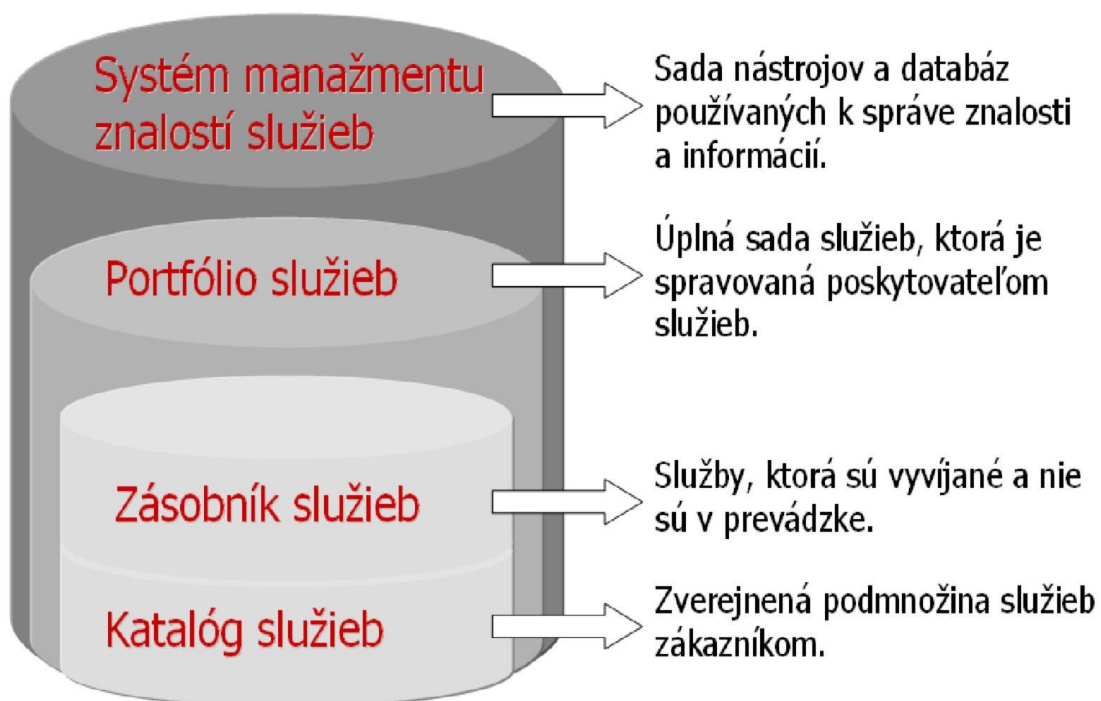 Systém manažmentu
znalostí služieb
Sada nástrojov a databáz
používaných k správe znalosti
a informácií.
Portfólio služieb
Úplná sada služieb, ktorá je
spravovaná poskytovateľom
služieb.
Zásobník služieb
Služby, ktorá sú vyvíjané a nie
sú v prevádzke.
Katalóg služieb
Zverejnená podmnožina služieb
zákazníkom.